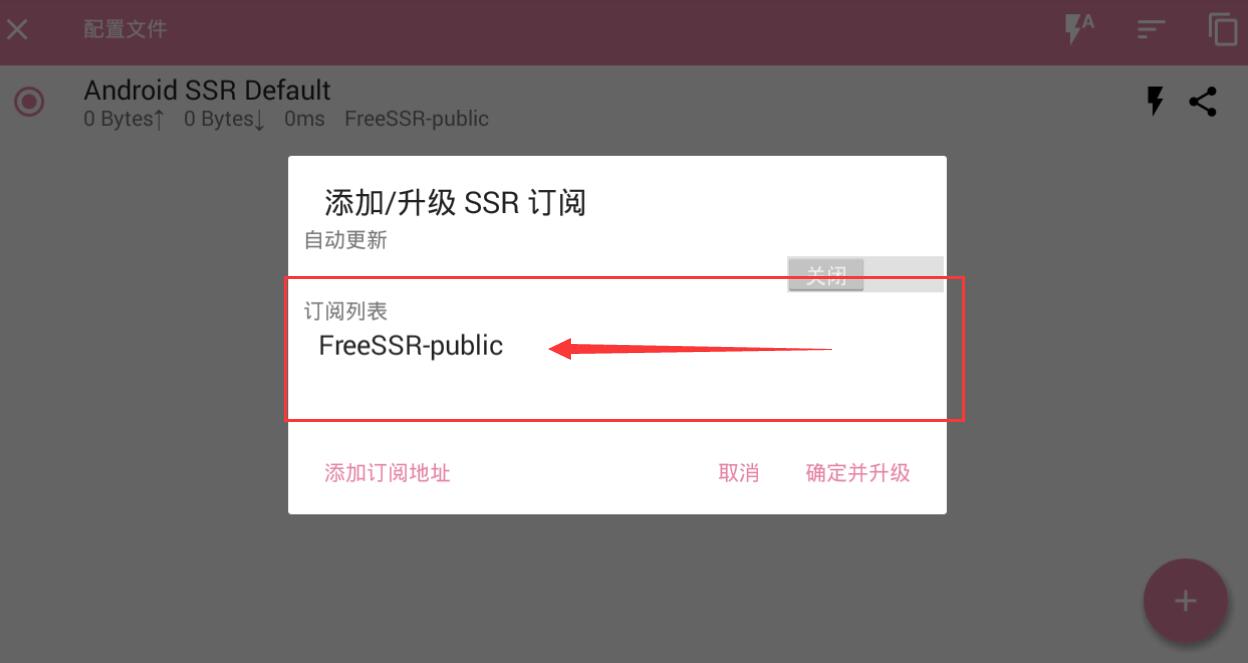 配置文件
A
Android SSR Default
0 Bytes↑ 0 Bytes↓ 0ms FreeSSR-public
添加/升级 SSR 订阅
自动更新
关闭
订阅列表
FreeSSR-public
添加订阅地址 取消 确定并升级